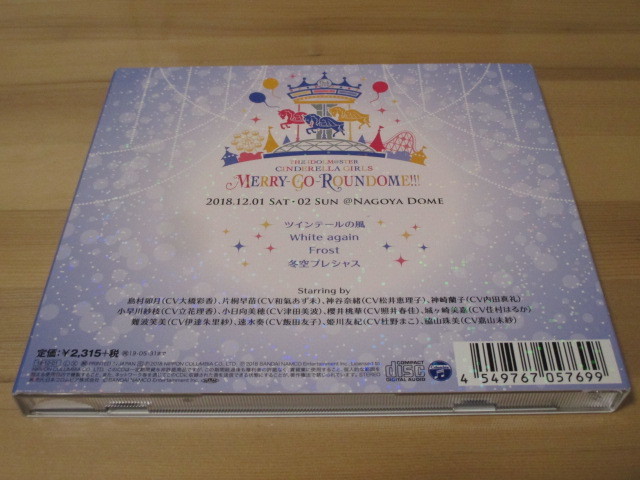 THE IDOLM@STER
CINDERELLA GIRLS
MERRY-GO-ROUNDOME!!!
2018.12.01 SAT・02 SUN @NAGOYA DOME
ツインテールの風
White again
Frost
冬空プレシャス
Starring by
島村卯月(CV大橋彩香)、片桐早苗(CV和氣あず未)、神谷奈緒(CV松井恵理子)、神崎蘭子(CV内田真礼)
小早川紗枝(CV立花理香)、小日向美穂(CV津田美波)、櫻井桃華(CV照井春佳)、城ヶ崎美嘉(CV佳村はるか)
難波笑美(CV伊達朱里紗)、速水奏(CV飯田友子)、姫川友紀(CV杜野まこ)、脇山珠美(CV嘉山未紗)
定価:¥2,315+税
COMPACT
DISC
DIGITAL AUDIO
4 549767 057699